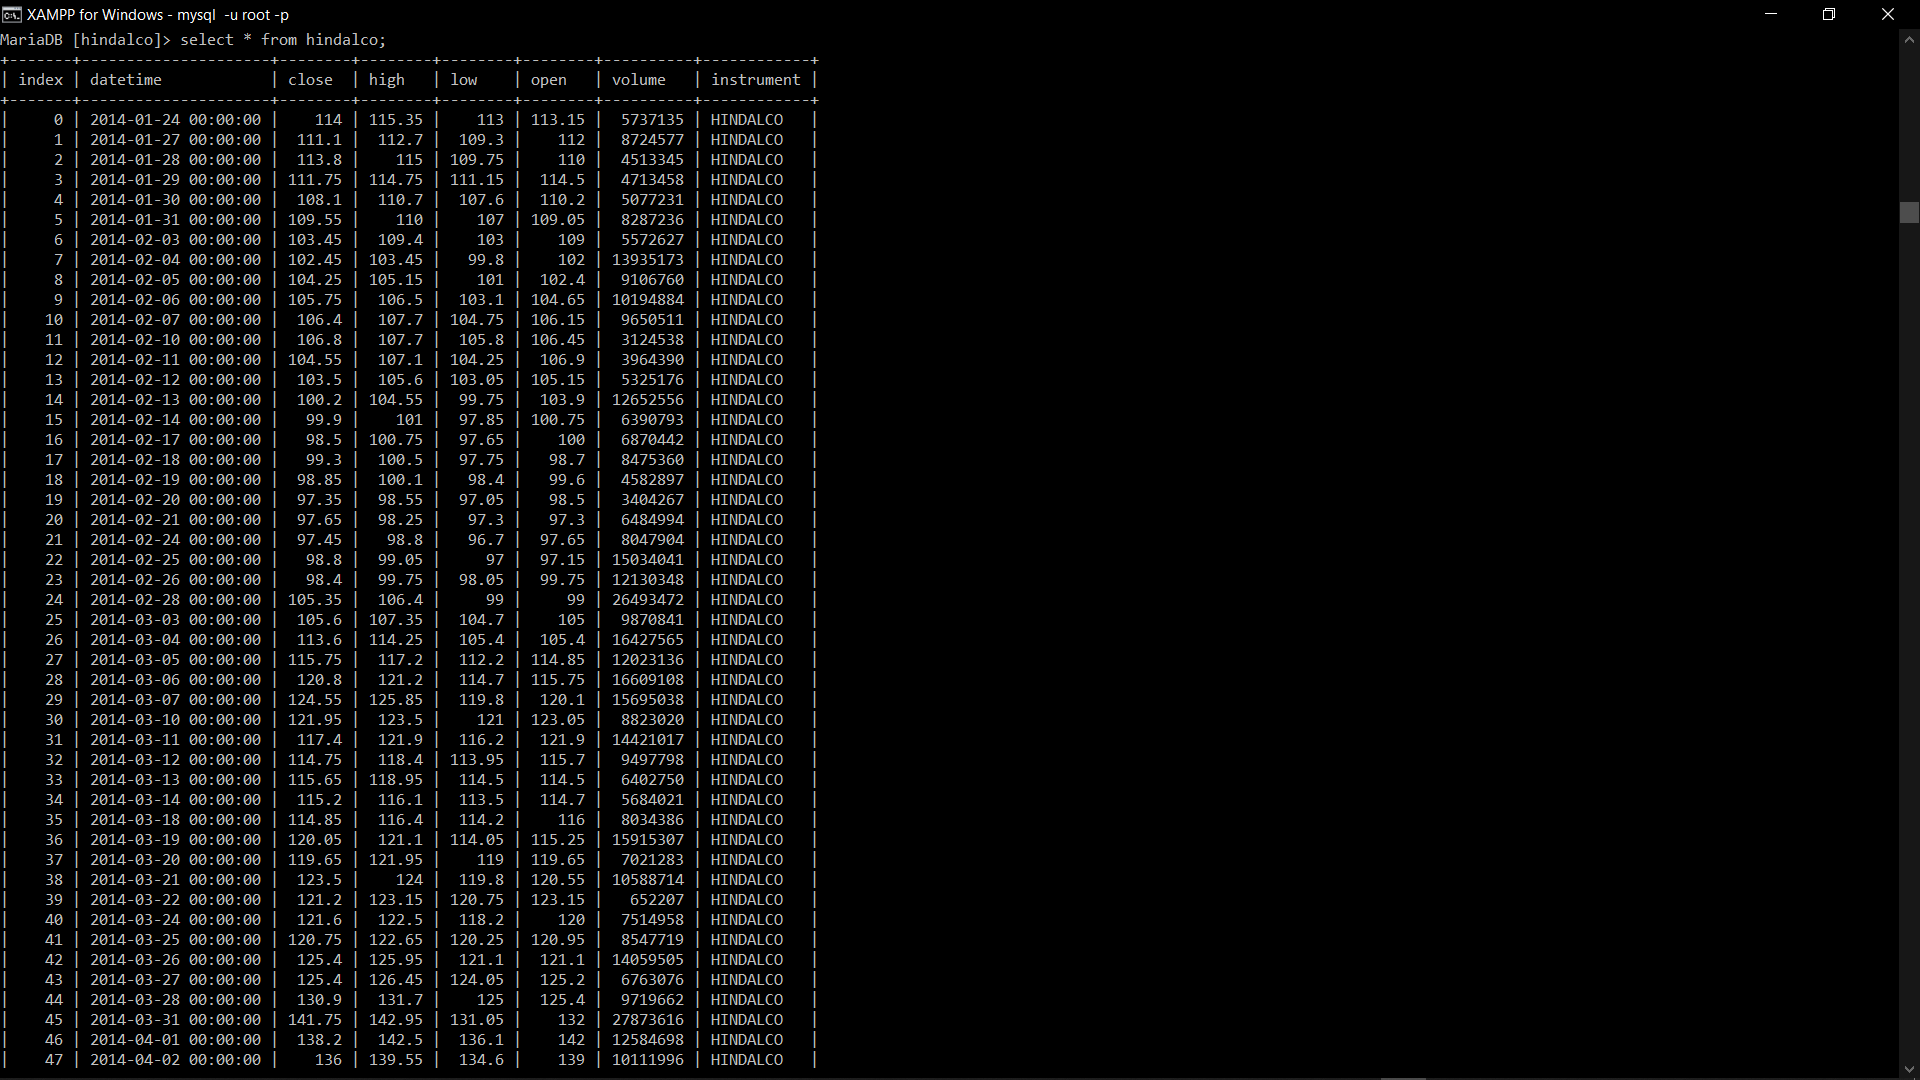 XAMPP for Windows - mysql  -u root -p
MariaDB [hindalco]> select * from hindalco;
+-------+---------------------+--------+--------+--------+--------+----------+------------+
| index | datetime            | close  | high   | low    | open   | volume   | instrument |
+-------+---------------------+--------+--------+--------+--------+----------+------------+
|     0 | 2014-01-24 00:00:00 |    114 | 115.35 |    113 | 113.15 |  5737135 | HINDALCO   |
|     1 | 2014-01-27 00:00:00 |  111.1 |  112.7 |  109.3 |    112 |  8724577 | HINDALCO   |
|     2 | 2014-01-28 00:00:00 |  113.8 |    115 | 109.75 |    110 |  4513345 | HINDALCO   |
|     3 | 2014-01-29 00:00:00 | 111.75 | 114.75 | 111.15 |  114.5 |  4713458 | HINDALCO   |
|     4 | 2014-01-30 00:00:00 |  108.1 |  110.7 |  107.6 |  110.2 |  5077231 | HINDALCO   |
|     5 | 2014-01-31 00:00:00 | 109.55 |    110 |    107 | 109.05 |  8287236 | HINDALCO   |
|     6 | 2014-02-03 00:00:00 | 103.45 |  109.4 |    103 |    109 |  5572627 | HINDALCO   |
|     7 | 2014-02-04 00:00:00 | 102.45 | 103.45 |   99.8 |    102 | 13935173 | HINDALCO   |
|     8 | 2014-02-05 00:00:00 | 104.25 | 105.15 |    101 |  102.4 |  9106760 | HINDALCO   |
|     9 | 2014-02-06 00:00:00 | 105.75 |  106.5 |  103.1 | 104.65 | 10194884 | HINDALCO   |
|    10 | 2014-02-07 00:00:00 |  106.4 |  107.7 | 104.75 | 106.15 |  9650511 | HINDALCO   |
|    11 | 2014-02-10 00:00:00 |  106.8 |  107.7 |  105.8 | 106.45 |  3124538 | HINDALCO   |
|    12 | 2014-02-11 00:00:00 | 104.55 |  107.1 | 104.25 |  106.9 |  3964390 | HINDALCO   |
|    13 | 2014-02-12 00:00:00 |  103.5 |  105.6 | 103.05 | 105.15 |  5325176 | HINDALCO   |
|    14 | 2014-02-13 00:00:00 |  100.2 | 104.55 |  99.75 |  103.9 | 12652556 | HINDALCO   |
|    15 | 2014-02-14 00:00:00 |   99.9 |    101 |  97.85 | 100.75 |  6390793 | HINDALCO   |
|    16 | 2014-02-17 00:00:00 |   98.5 | 100.75 |  97.65 |    100 |  6870442 | HINDALCO   |
|    17 | 2014-02-18 00:00:00 |   99.3 |  100.5 |  97.75 |   98.7 |  8475360 | HINDALCO   |
|    18 | 2014-02-19 00:00:00 |  98.85 |  100.1 |   98.4 |   99.6 |  4582897 | HINDALCO   |
|    19 | 2014-02-20 00:00:00 |  97.35 |  98.55 |  97.05 |   98.5 |  3404267 | HINDALCO   |
|    20 | 2014-02-21 00:00:00 |  97.65 |  98.25 |   97.3 |   97.3 |  6484994 | HINDALCO   |
|    21 | 2014-02-24 00:00:00 |  97.45 |   98.8 |   96.7 |  97.65 |  8047904 | HINDALCO   |
|    22 | 2014-02-25 00:00:00 |   98.8 |  99.05 |     97 |  97.15 | 15034041 | HINDALCO   |
|    23 | 2014-02-26 00:00:00 |   98.4 |  99.75 |  98.05 |  99.75 | 12130348 | HINDALCO   |
|    24 | 2014-02-28 00:00:00 | 105.35 |  106.4 |     99 |     99 | 26493472 | HINDALCO   |
|    25 | 2014-03-03 00:00:00 |  105.6 | 107.35 |  104.7 |    105 |  9870841 | HINDALCO   |
|    26 | 2014-03-04 00:00:00 |  113.6 | 114.25 |  105.4 |  105.4 | 16427565 | HINDALCO   |
|    27 | 2014-03-05 00:00:00 | 115.75 |  117.2 |  112.2 | 114.85 | 12023136 | HINDALCO   |
|    28 | 2014-03-06 00:00:00 |  120.8 |  121.2 |  114.7 | 115.75 | 16609108 | HINDALCO   |
|    29 | 2014-03-07 00:00:00 | 124.55 | 125.85 |  119.8 |  120.1 | 15695038 | HINDALCO   |
|    30 | 2014-03-10 00:00:00 | 121.95 |  123.5 |    121 | 123.05 |  8823020 | HINDALCO   |
|    31 | 2014-03-11 00:00:00 |  117.4 |  121.9 |  116.2 |  121.9 | 14421017 | HINDALCO   |
|    32 | 2014-03-12 00:00:00 | 114.75 |  118.4 | 113.95 |  115.7 |  9497798 | HINDALCO   |
|    33 | 2014-03-13 00:00:00 | 115.65 | 118.95 |  114.5 |  114.5 |  6402750 | HINDALCO   |
|    34 | 2014-03-14 00:00:00 |  115.2 |  116.1 |  113.5 |  114.7 |  5684021 | HINDALCO   |
|    35 | 2014-03-18 00:00:00 | 114.85 |  116.4 |  114.2 |    116 |  8034386 | HINDALCO   |
|    36 | 2014-03-19 00:00:00 | 120.05 |  121.1 | 114.05 | 115.25 | 15915307 | HINDALCO   |
|    37 | 2014-03-20 00:00:00 | 119.65 | 121.95 |    119 | 119.65 |  7021283 | HINDALCO   |
|    38 | 2014-03-21 00:00:00 |  123.5 |    124 |  119.8 | 120.55 | 10588714 | HINDALCO   |
|    39 | 2014-03-22 00:00:00 |  121.2 | 123.15 | 120.75 | 123.15 |   652207 | HINDALCO   |
|    40 | 2014-03-24 00:00:00 |  121.6 |  122.5 |  118.2 |    120 |  7514958 | HINDALCO   |
|    41 | 2014-03-25 00:00:00 | 120.75 | 122.65 | 120.25 | 120.95 |  8547719 | HINDALCO   |
|    42 | 2014-03-26 00:00:00 |  125.4 | 125.95 |  121.1 |  121.1 | 14059505 | HINDALCO   |
|    43 | 2014-03-27 00:00:00 |  125.4 | 126.45 | 124.05 |  125.2 |  6763076 | HINDALCO   |
|    44 | 2014-03-28 00:00:00 |  130.9 |  131.7 |    125 |  125.4 |  9719662 | HINDALCO   |
|    45 | 2014-03-31 00:00:00 | 141.75 | 142.95 | 131.05 |    132 | 27873616 | HINDALCO   |
|    46 | 2014-04-01 00:00:00 |  138.2 |  142.5 |  136.1 |    142 | 12584698 | HINDALCO   |
|    47 | 2014-04-02 00:00:00 |    136 | 139.55 |  134.6 |    139 | 10111996 | HINDALCO   |